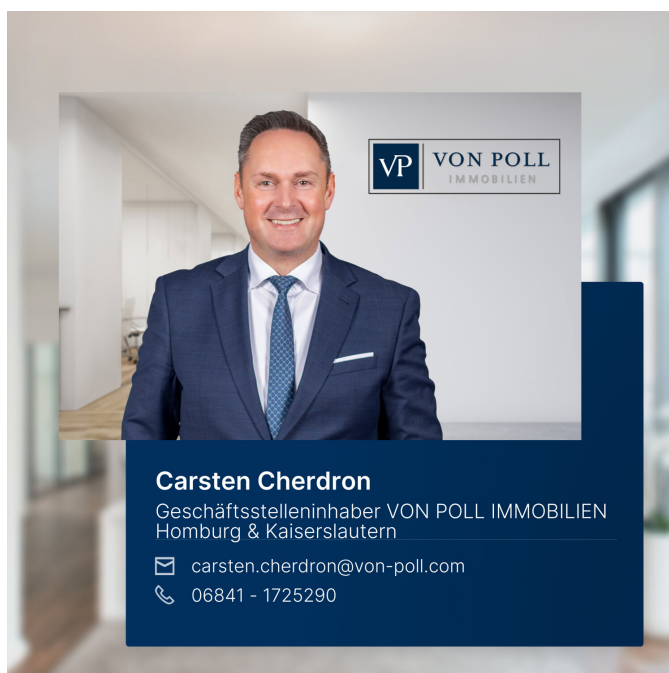 VP VON POLL
IMMOBILIEN
Carsten Cherdron
Geschäftsstelleninhaber VON POLL IMMOBILIEN
Homburg & Kaiserslautern
carsten.cherdron@von-poll.com
06841 - 1725290